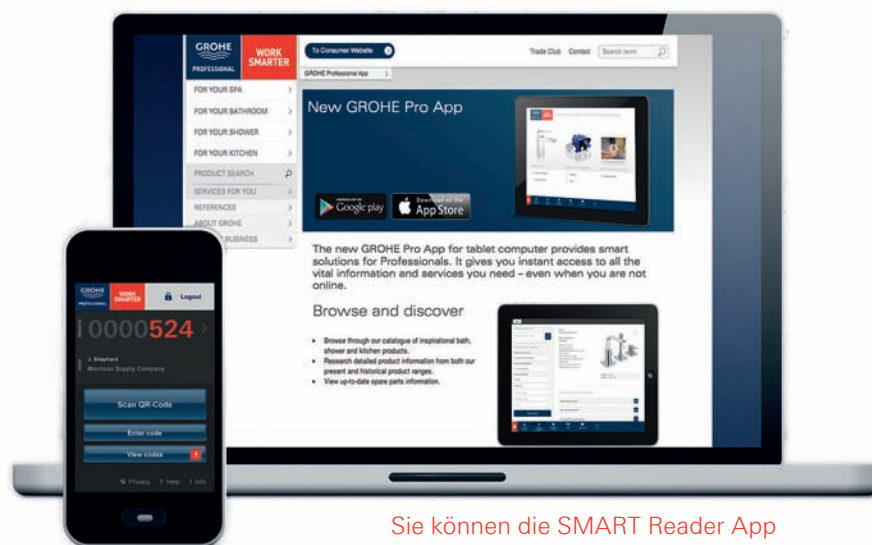 GROHE
PROFESSIONAL
WORK
SMARTER
To Consumer Website
Trade Club Contact Search term
GROHE Professional App
FOR YOUR SPA
FOR YOUR BATHROOM
FOR YOUR SHOWER
FOR YOUR KITCHEN
PRODUCT SEARCH
SERVICES FOR YOU
REFERENCES
ABOUT GROHE
BUSINESS
New GROHE Pro App
Google play
Download on the
App Store
The new GROHE Pro App for tablet computer provides smart
solutions for Professionals. It gives you instant access to all the
vital information and services you need – even when you are not
online.
Browse and discover
• Browse through our catalogue of inspirational bath,
shower and kitchen products.
• Research detailed product information from both our
present and historical product ranges.
• View up-to-date spare parts information.
GROHE
PROFESSIONAL
WORK
SMARTER
Logout
0000524
J. Shepherd
Morrison Supply Company
Scan QR-Code
Enter code
View codes 1
Privacy ? Help i Info
Sie können die SMART Reader App